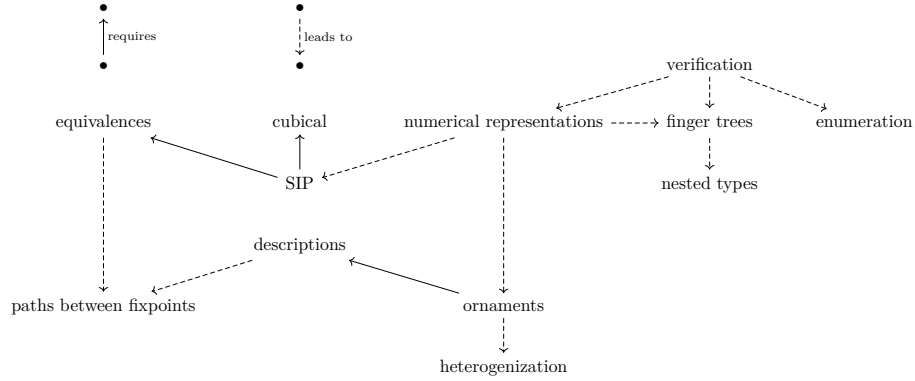 requires
leads to
verification
equivalences
cubical
numerical representations
finger trees
enumeration
SIP
nested types
descriptions
paths between fixpoints
ornaments
heterogenization